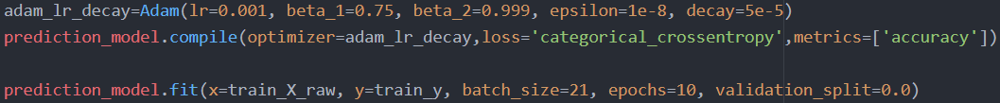 adam_lr_decay=Adam(lr=0.001, beta_1=0.75, beta_2=0.999, epsilon=1e-8, decay=5e-5)
prediction_model.compile(optimizer=adam_lr_decay,loss='categorical_crossentropy',metrics=['accuracy'])
prediction_model.fit(x=train_X_raw, y=train_y, batch_size=21, epochs=10, validation_split=0.0)